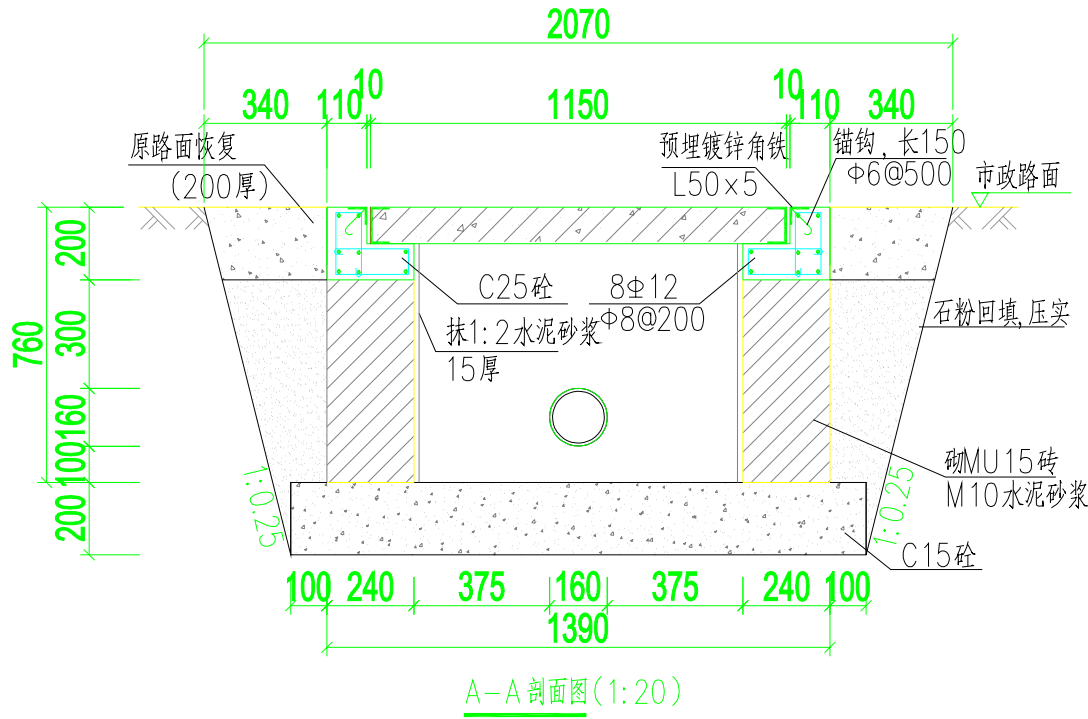 2070
340
110
10
1150
10
110
340
原路面恢复
(200厚)
预埋镀锌角铁
L50×5
锚钩，长150
Φ6@500
市政路面
760
200
300
160
100
200
C25砼
8Φ12
Φ8@200
抹1:2水泥砂浆
15厚
石粉回填,压实
砌MU15砖
M10水泥砂浆
C15砼
1:0.25
1:0.25
100
240
375
160
375
240
100
1390
A-A剖面图(1:20)